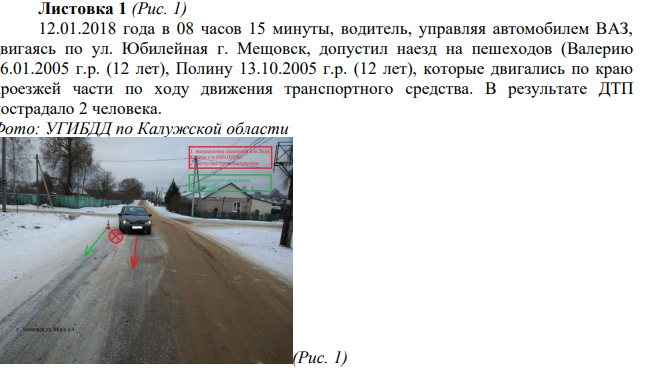 Листовка 1 (Рис. 1)
12.01.2018 года в 08 часов 15 минуты, водитель, управляя автомобилем ВАЗ,
вигаясь по ул. Юбилейная г. Мещовск, допустил наезд на пешеходов (Валерию
6.01.2005 г.р. (12 лет), Полину 13.10.2005 г.р. (12 лет), которые двигались по краю
роезжей части по ходу движения транспортного средства. В результате ДТП
острадало 2 человека.
Фото: УГИБДД по Калужской области
(Рис. 1)